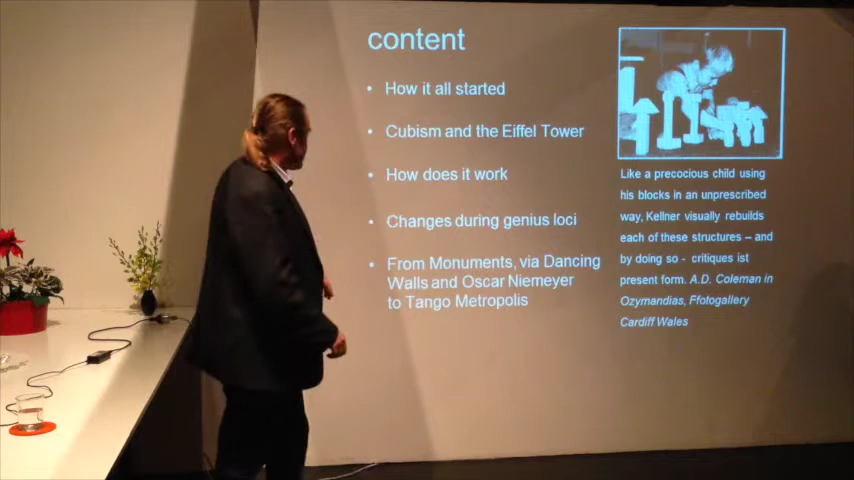 content
• How it all started
• Cubism and the Eiffel Tower
• How does it work
• Changes during genius loci
• From Monuments, via Dancing
Walls and Oscar Niemeyer
to Tango Metropolis
Like a precocious child using
his blocks in an unprescribed
way, Kellner visually rebuilds
each of these structures – and
by doing so - critiques ist
present form. A.D. Coleman in
Ozymandias, Ffotogallery
Cardiff Wales